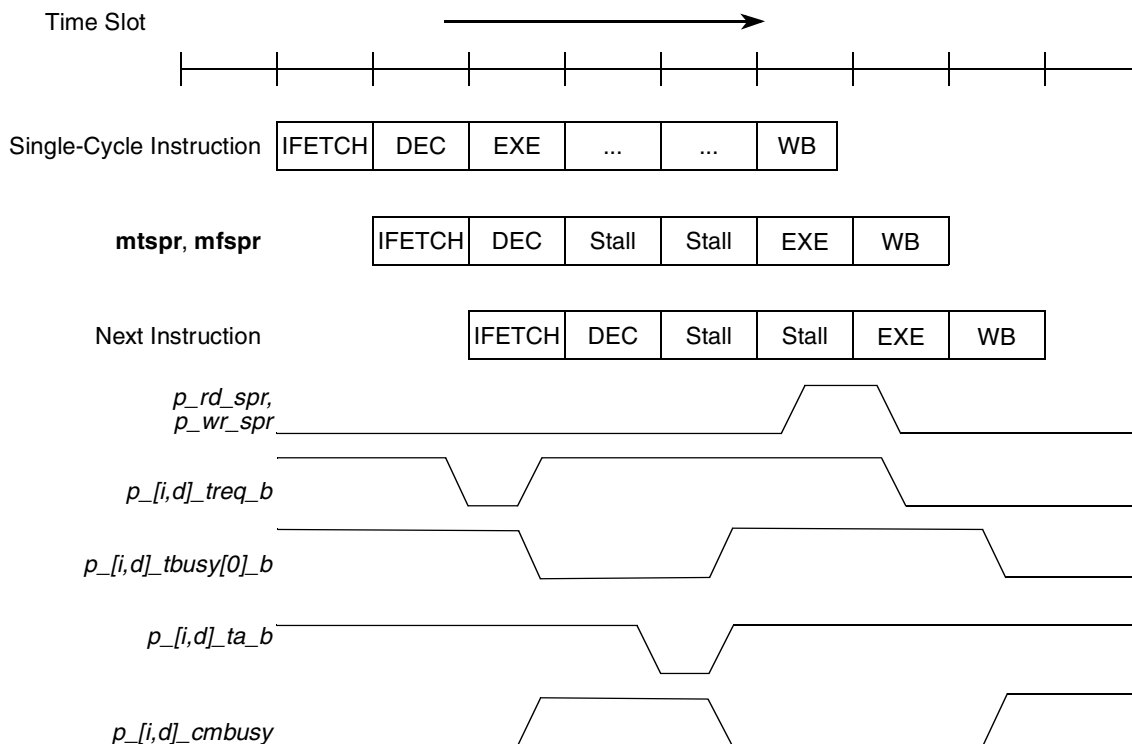 Time Slot
Single-Cycle Instruction IFETCH DEC EXE ... ... WB
mtspr, mfspr IFETCH DEC Stall Stall EXE WB
Next Instruction IFETCH DEC Stall Stall EXE WB
p_rd_spr,
p_wr_spr
p_[i,d]_treq_b
p_[i,d]_tbusy[0]_b
p_[i,d]_ta_b
p_[i,d]_cmbusy